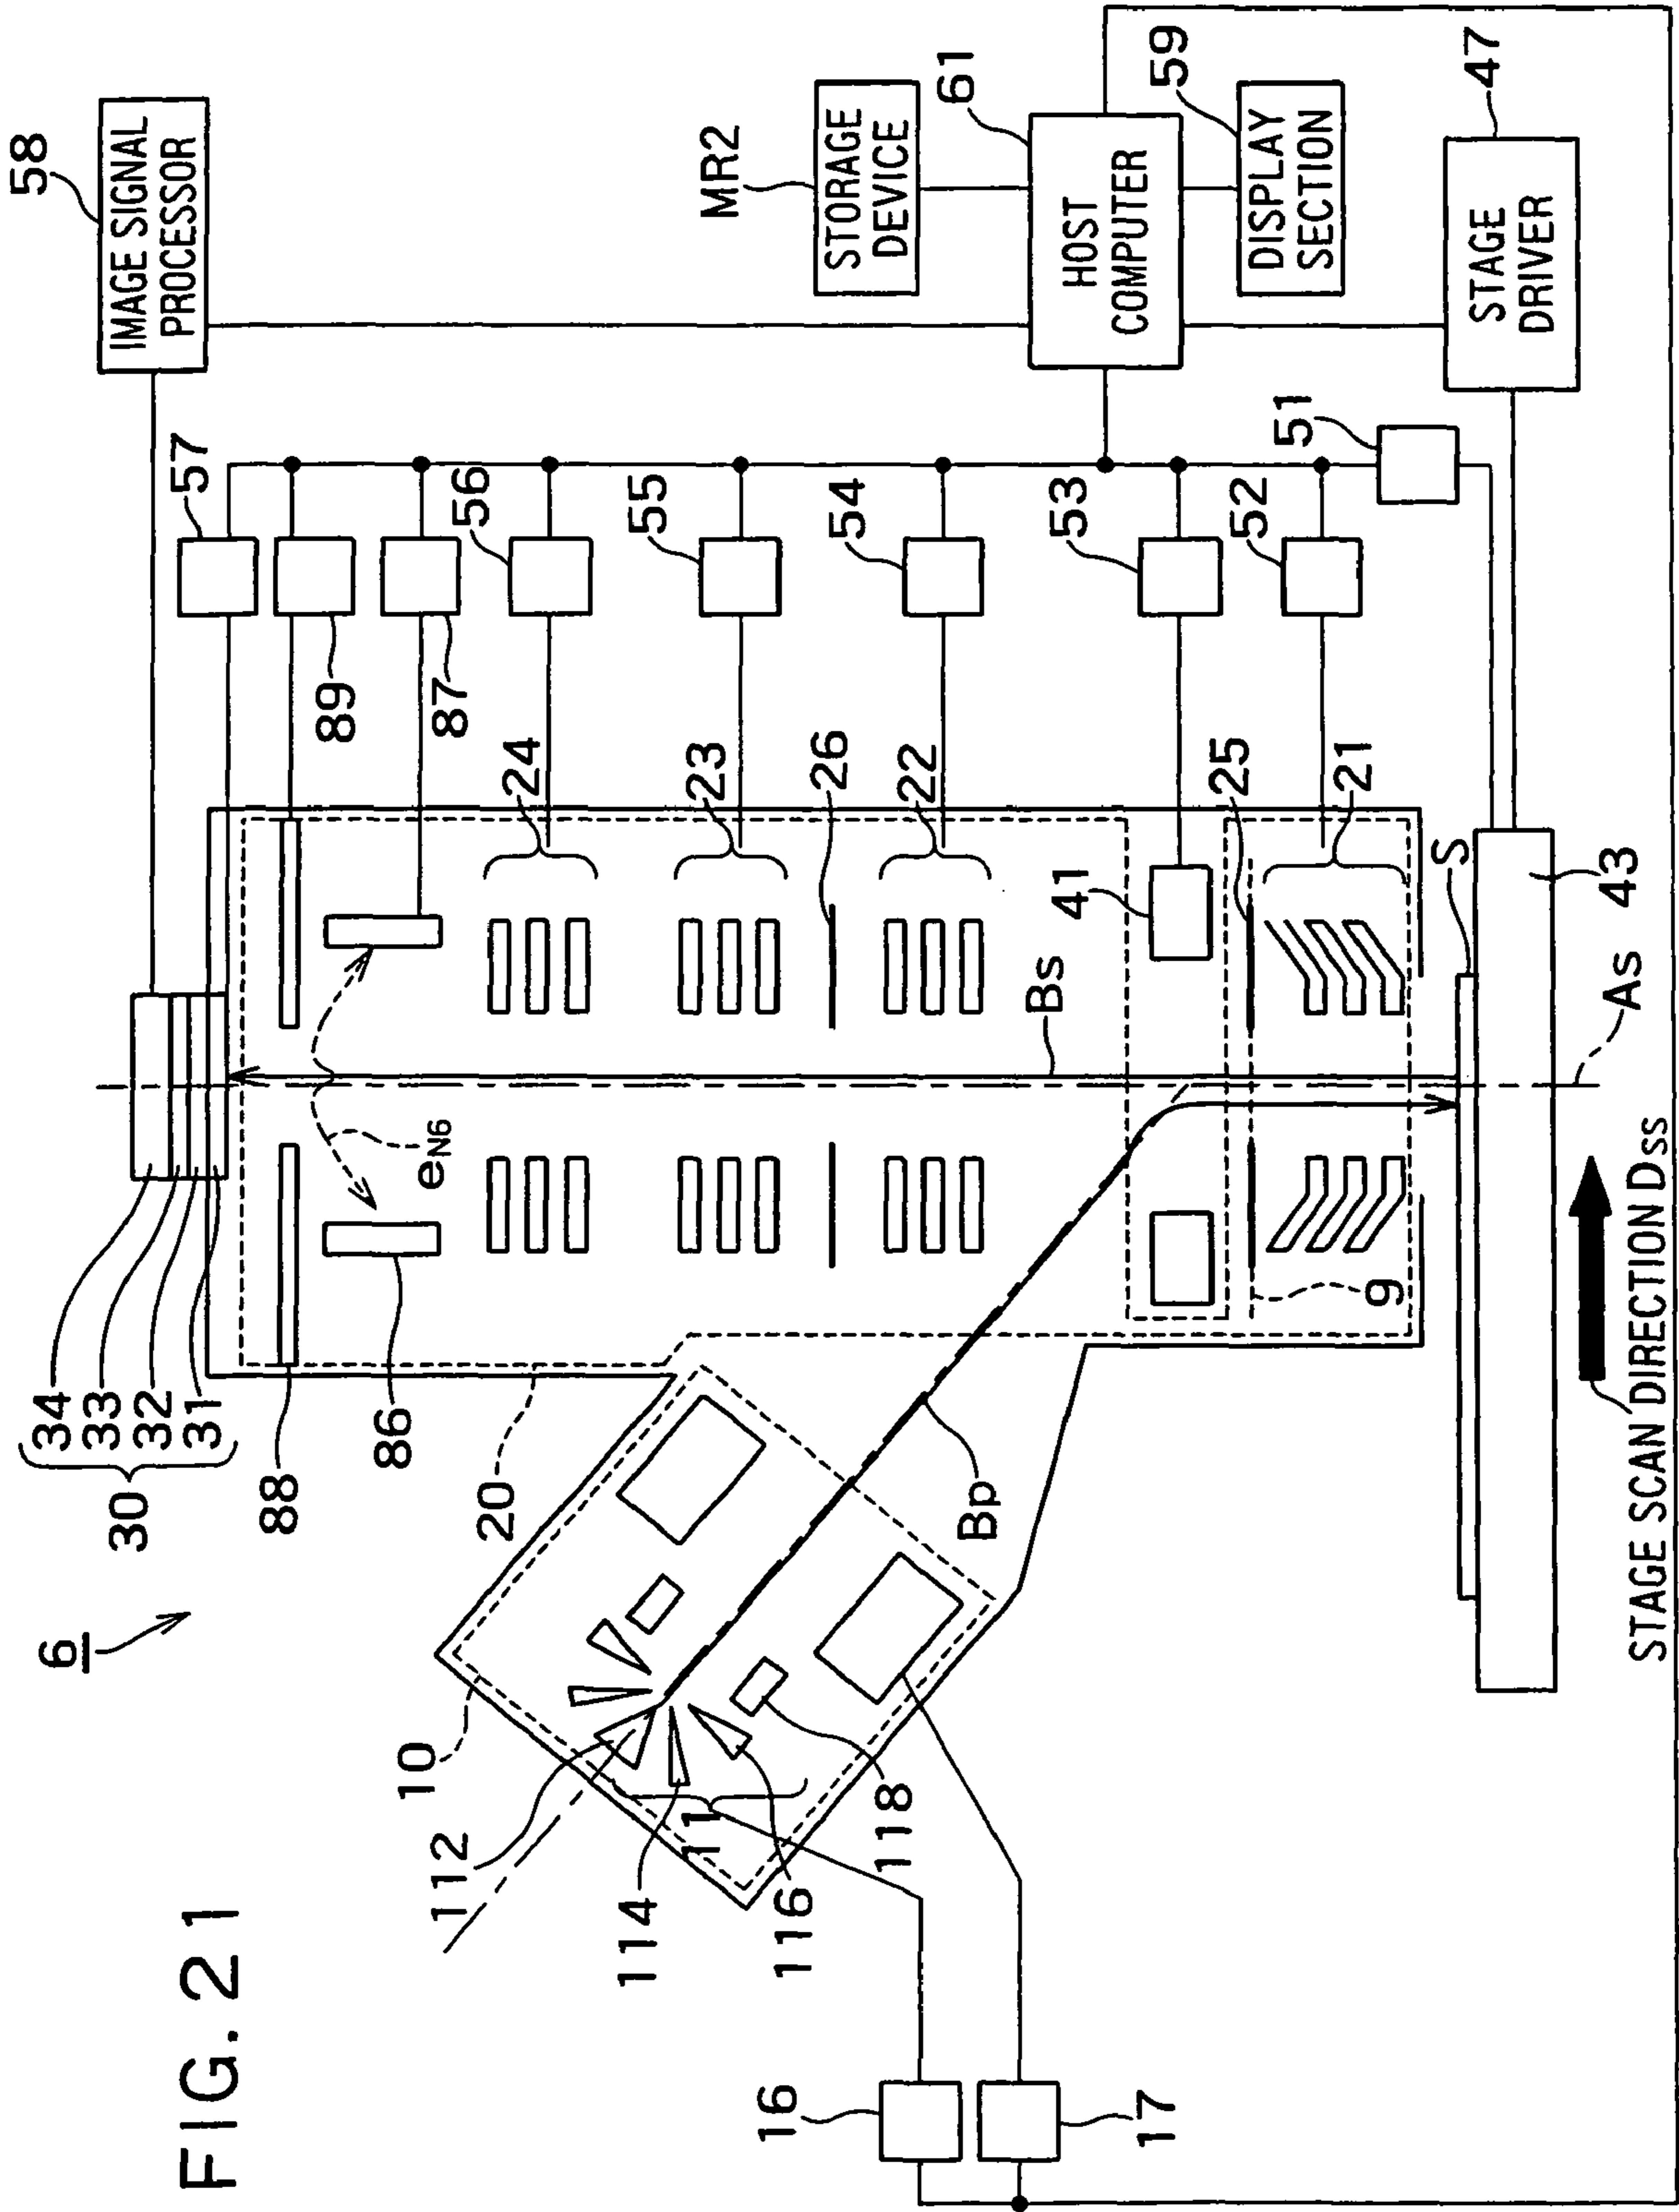 FIG. 21
6
30
34
33
32
31
58
IMAGE SIGNAL
PROCESSOR
57
88
89
86
eN6
87
20
24
56
10
112
23
55
MR2
STORAGE
DEVICE
114
11
26
116
118
22
54
16
Bp
Bs
41
53
61
HOST
COMPUTER
17
25
52
59
DISPLAY
SECTION
9
21
51
S
47
STAGE
DRIVER
43
As
STAGE SCAN DIRECTION Dss